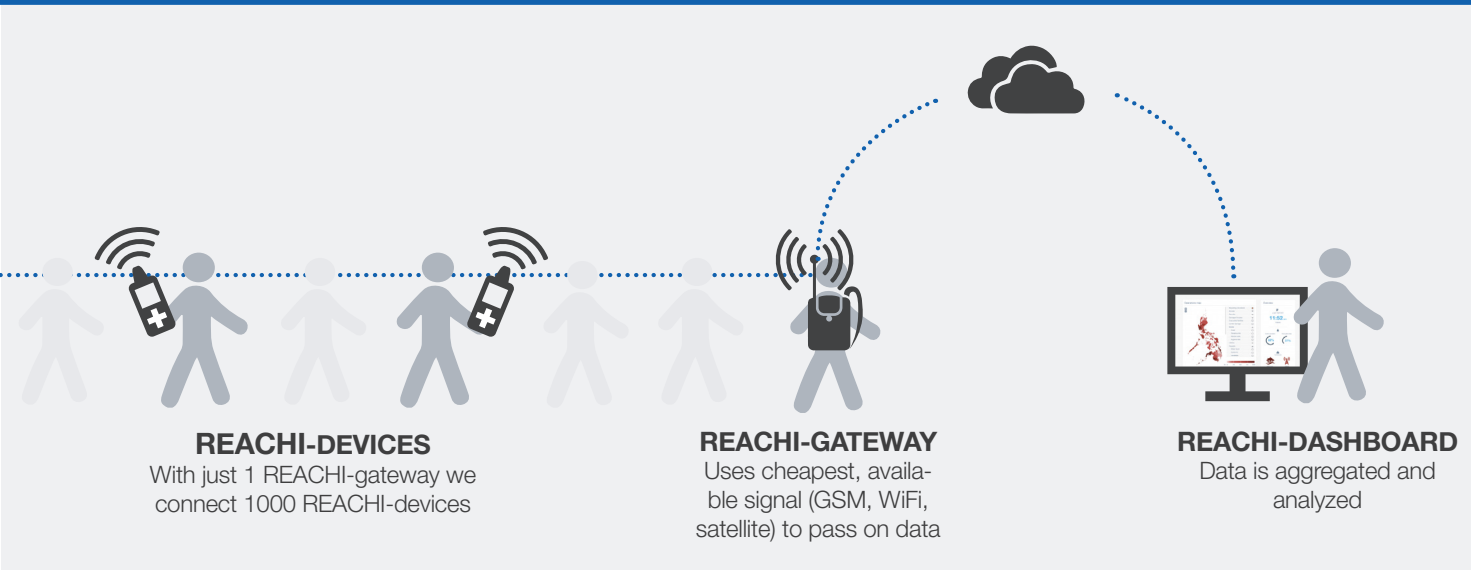 REACHI-DEVICES
With just 1 REACHI-gateway we
connect 1000 REACHI-devices
REACHI-GATEWAY
Uses cheapest, availa-
ble signal (GSM, WiFi,
satellite) to pass on data
REACHI-DASHBOARD
Data is aggregated and
analyzed